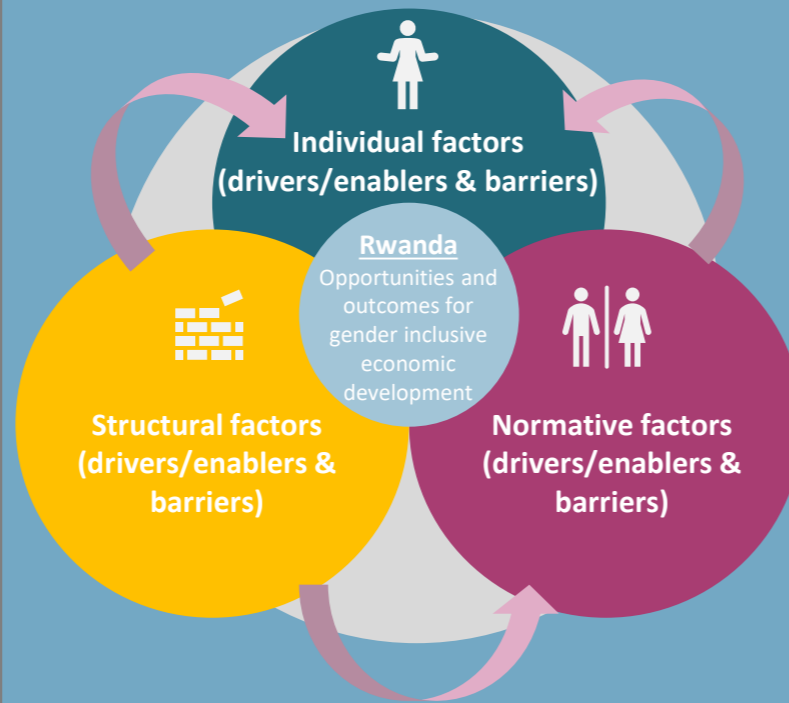 Individual factors
(drivers/enablers & barriers)
Rwanda
Opportunities and
outcomes for
gender inclusive
economic
development
Structural factors
(drivers/enablers &
barriers)
Normative factors
(drivers/enablers &
barriers)